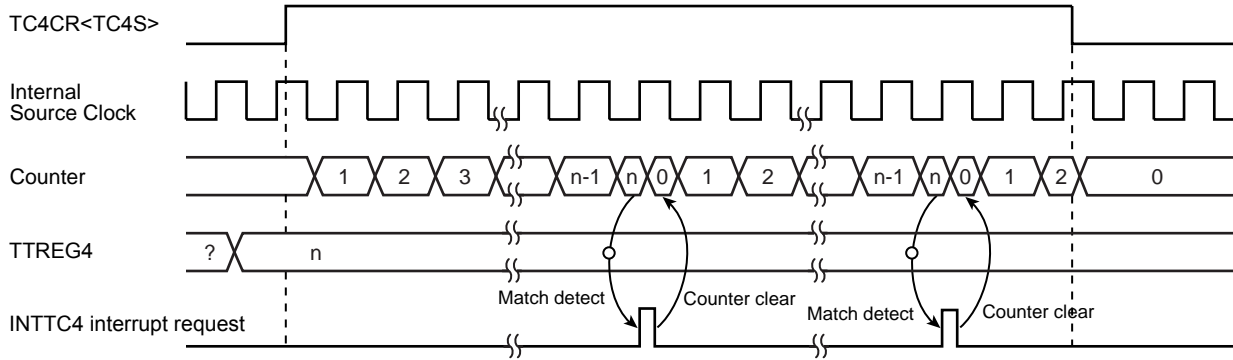 TC4CR<TC4S>
Internal
Source Clock
Counter
1 2 3 n-1 n 0 1 2 n-1 n 0 1 2 0
TTREG4
? n
Match detect Counter clear Match detect Counter clear
INTTC4 interrupt request